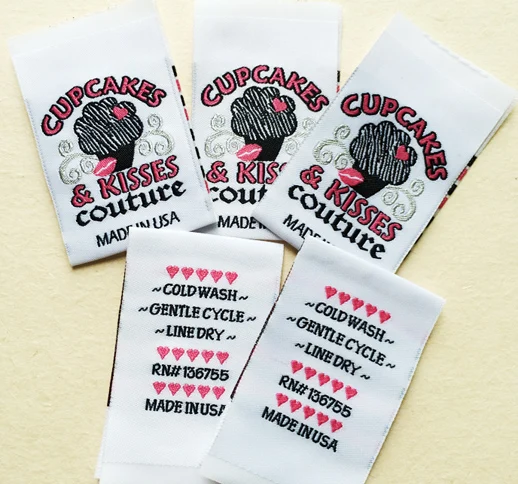 CUPCAKES
& KISSES
couture
MADE IN USA
CUPCAKES
& KISSES
couture
MADE IN USA
CUPCAKES
& KISSES
couture
~COLD WASH~
~GENTLE CYCLE~
~LINE DRY~
RN# 136755
MADE IN USA
~COLD WASH~
~GENTLE CYCLE~
~LINE DRY~
RN# 136755
MADE IN USA